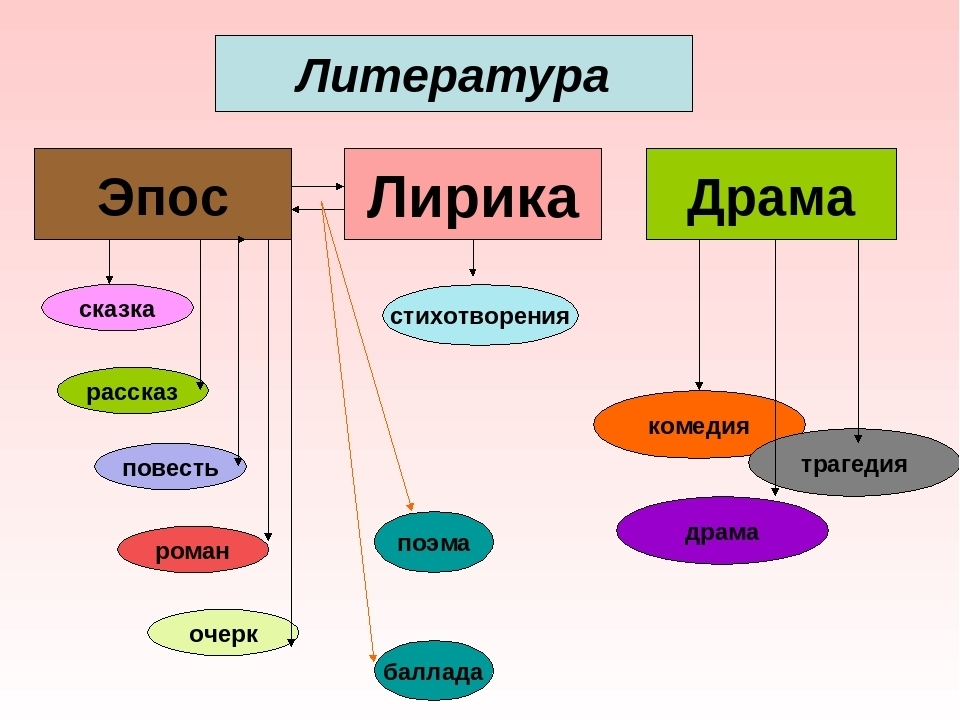 Литература
Эпос
Лирика
Драма
сказка
стихотворения
рассказ
комедия
повесть
трагедия
роман
поэма
драма
очерк
баллада